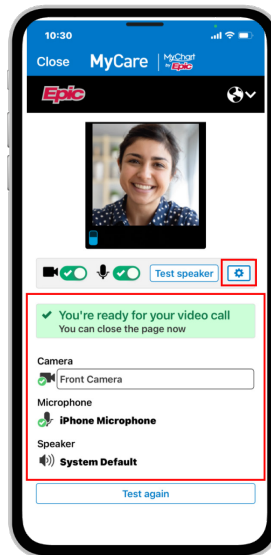 10:30
Close MyCare MyChart
by Epic
Epic
Test speaker
You're ready for your video call
You can close the page now
Camera
Front Camera
Microphone
iPhone Microphone
Speaker
System Default
Test again